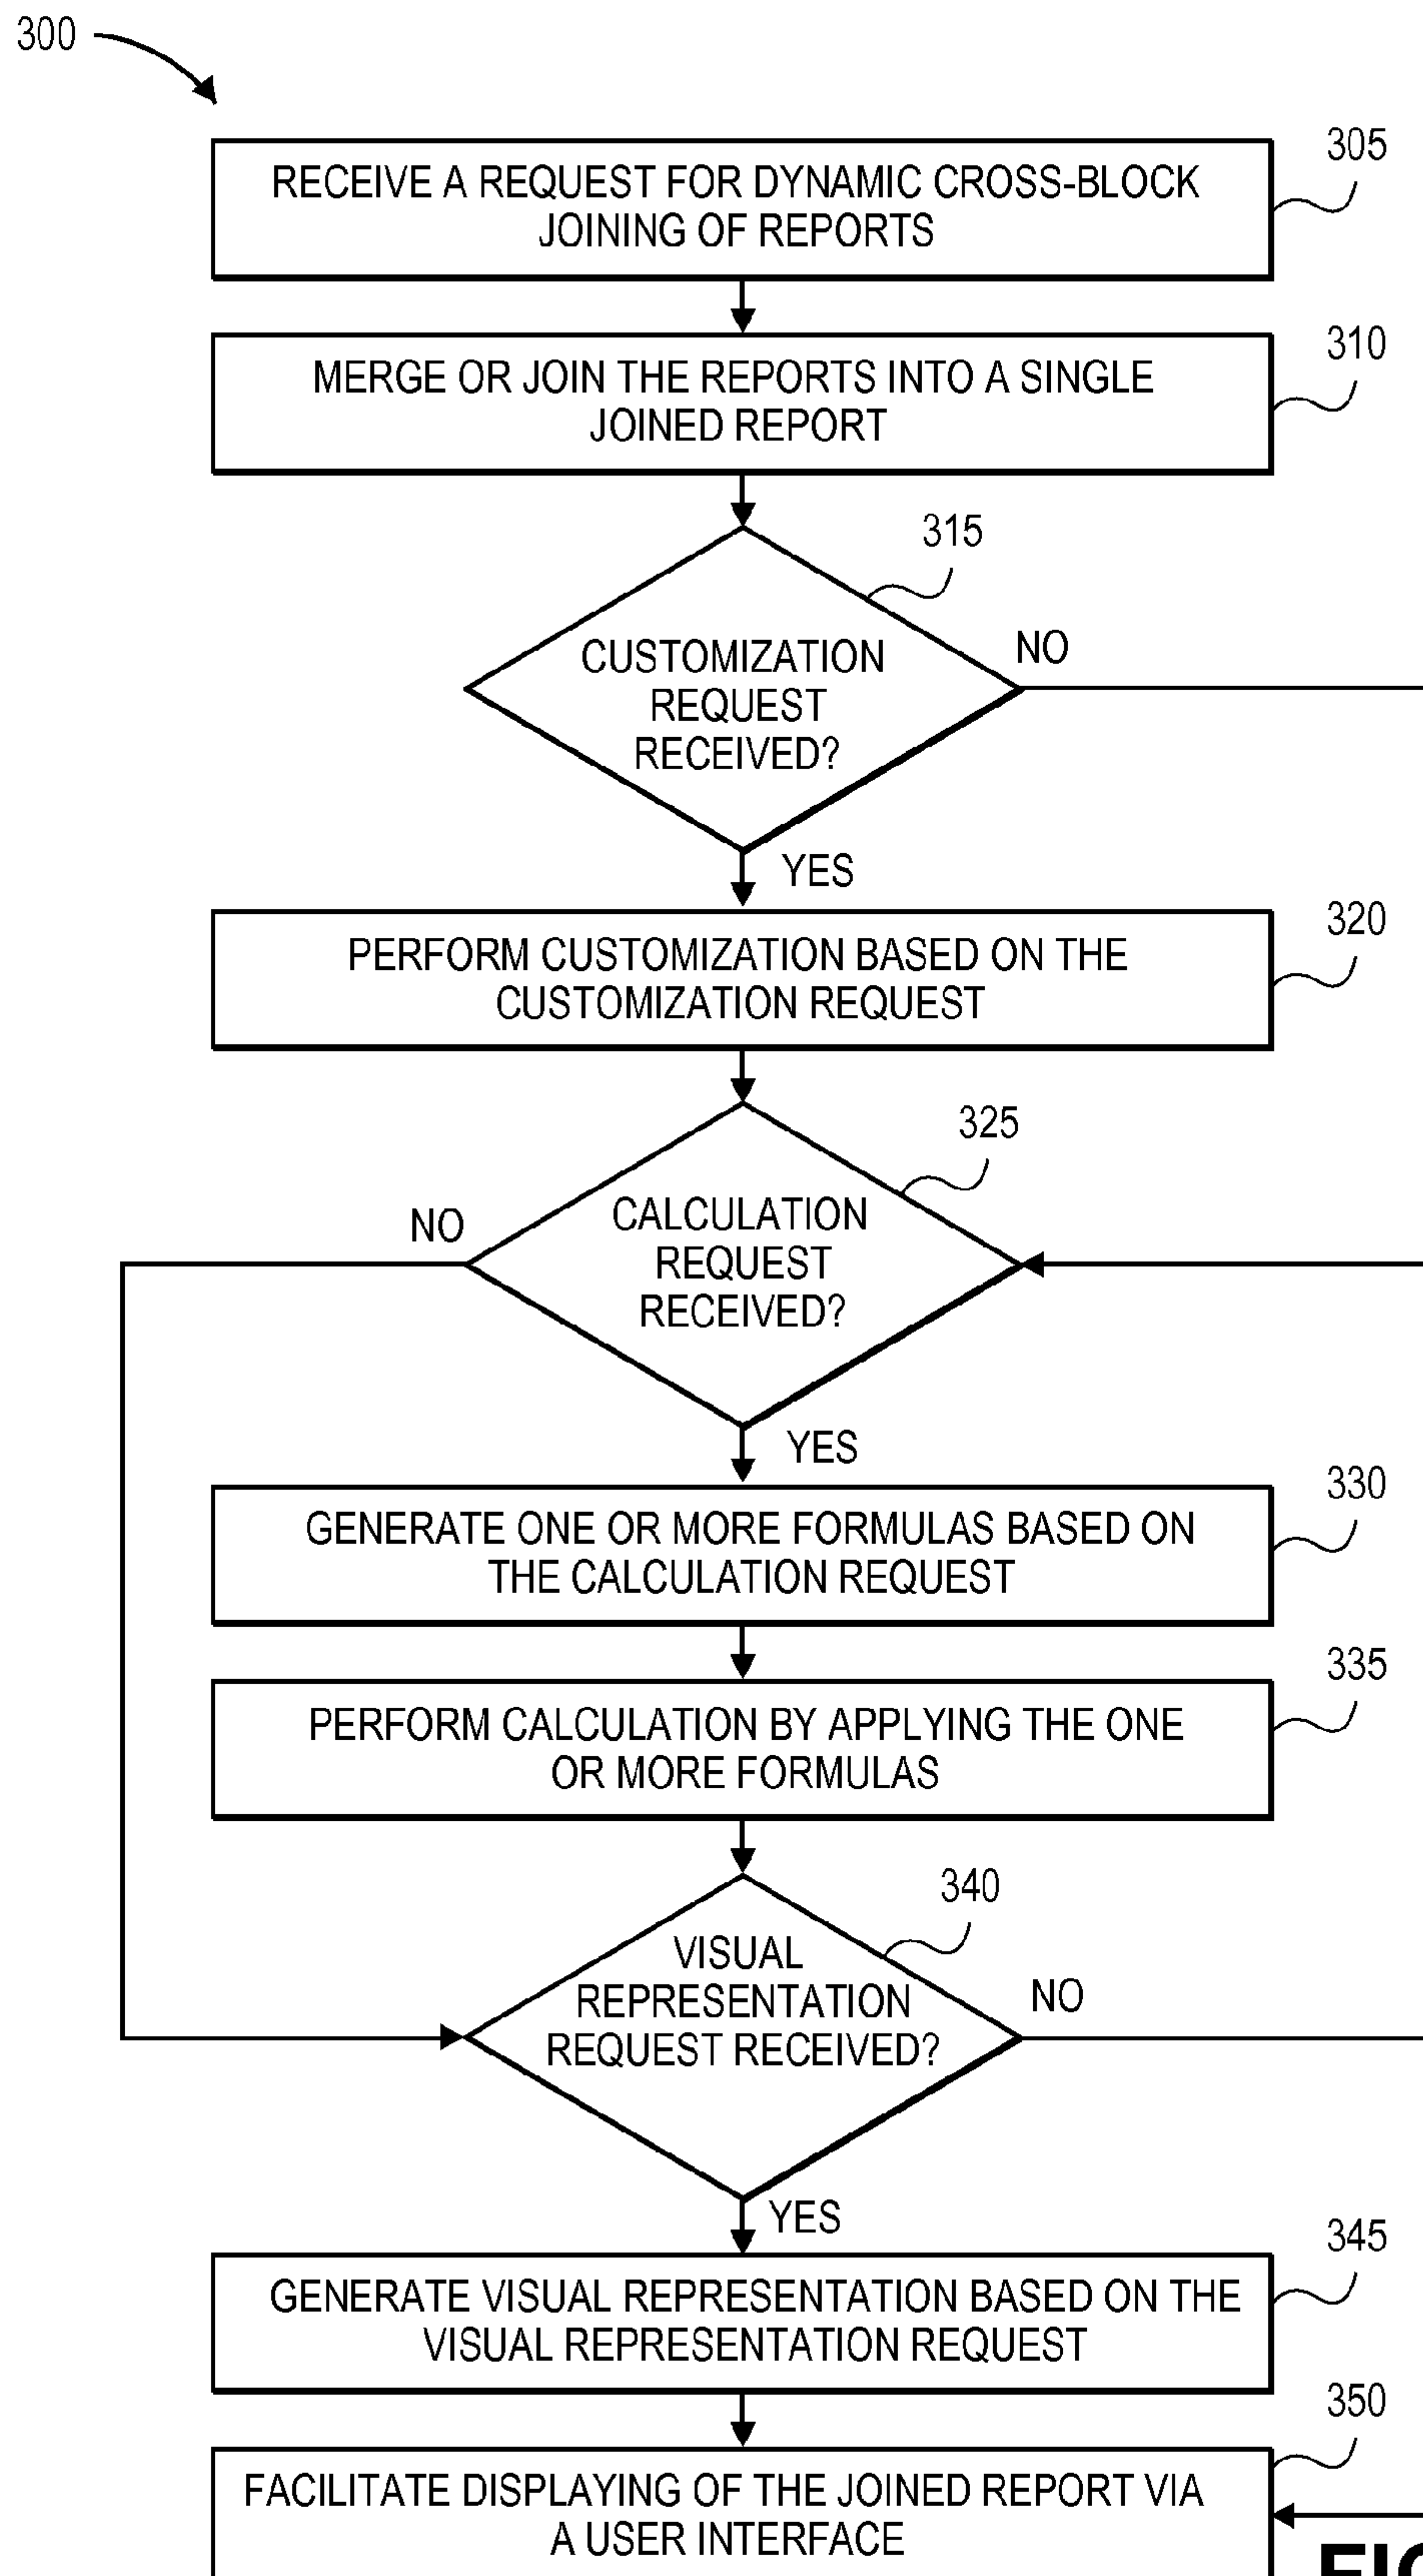 300
305
RECEIVE A REQUEST FOR DYNAMIC CROSS-BLOCK
JOINING OF REPORTS
310
MERGE OR JOIN THE REPORTS INTO A SINGLE
JOINED REPORT
315
NO
CUSTOMIZATION
REQUEST
RECEIVED?
YES
320
PERFORM CUSTOMIZATION BASED ON THE
CUSTOMIZATION REQUEST
325
NO
CALCULATION
REQUEST
RECEIVED?
YES
330
GENERATE ONE OR MORE FORMULAS BASED ON
THE CALCULATION REQUEST
335
PERFORM CALCULATION BY APPLYING THE ONE
OR MORE FORMULAS
340
VISUAL
REPRESENTATION
REQUEST RECEIVED?
NO
YES
345
GENERATE VISUAL REPRESENTATION BASED ON THE
VISUAL REPRESENTATION REQUEST
350
FACILITATE DISPLAYING OF THE JOINED REPORT VIA
A USER INTERFACE